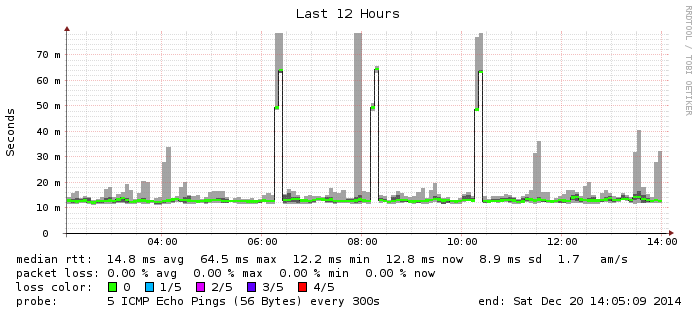 Last 12 Hours
RRDTOOL / TOBI OETIKER
Seconds
70 m
60 m
50 m
40 m
30 m
20 m
10 m
0
04:00 06:00 08:00 10:00 12:00 14:00
median rtt: 14.8 ms avg 64.5 ms max 12.2 ms min 12.8 ms now 8.9 ms sd 1.7 am/s
packet loss: 0.00 % avg 0.00 % max 0.00 % min 0.00 % now
loss color: 0 1/5 2/5 3/5 4/5
probe: 5 ICMP Echo Pings (56 Bytes) every 300s end: Sat Dec 20 14:05:09 2014